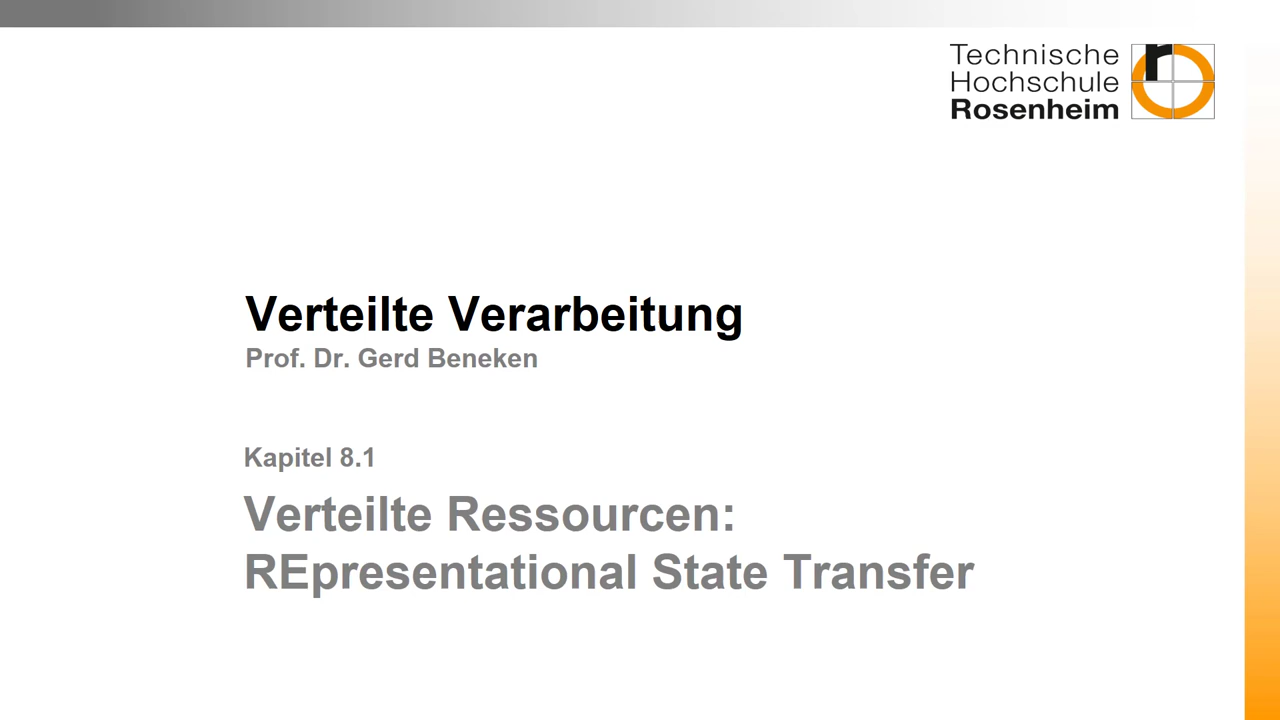 Technische
Hochschule
Rosenheim
Verteilte Verarbeitung
Prof. Dr. Gerd Beneken
Kapitel 8.1
Verteilte Ressourcen:
REpresentational State Transfer